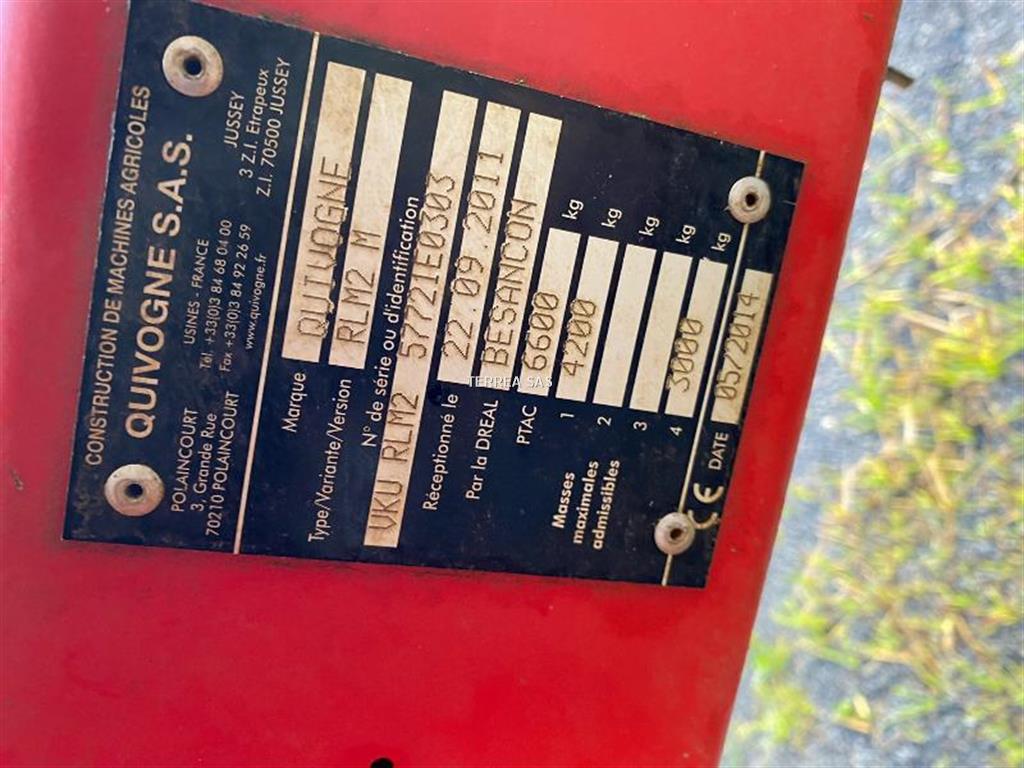 CONSTRUCTION DE MACHINES AGRICOLES
QUIVOGNE S.A.S.
POLAINCOURT
3, Grande Rue
70210 POLAINCOURT
USINES - FRANCE
Tél. +33(0)3 84 68 04 00
Fax +33(0)3 84 92 26 59
www.quivogne.fr
JUSSEY
3 Z.I. Etrapeux
Z.I. 70500 JUSSEY
Marque QUIVOGNE
Type/Variante/Version RLM2 M
N° de série ou d'identification
VKU RLM2 57721E0303
Réceptionné le 22.09.2011
Par la DREAL BESANCON
PTAC 6600 kg
Masses maximales admissibles
1 4200 kg
2 kg
3 kg
4 3000 kg
CE DATE 05/2014
TERREA SAS